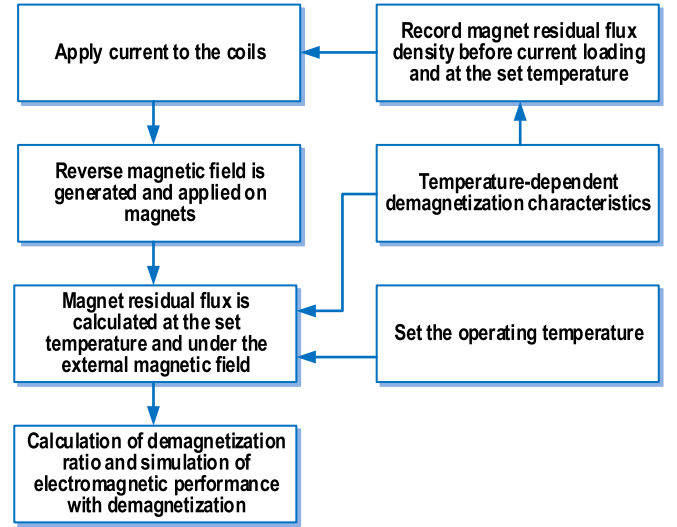 Apply current to the coils
Record magnet residual flux
density before current loading
and at the set temperature
Reverse magnetic field is
generated and applied on
magnets
Temperature-dependent
demagnetization characteristics
Magnet residual flux is
calculated at the set
temperature and under the
external magnetic field
Set the operating temperature
Calculation of demagnetization
ratio and simulation of
electromagnetic performance
with demagnetization